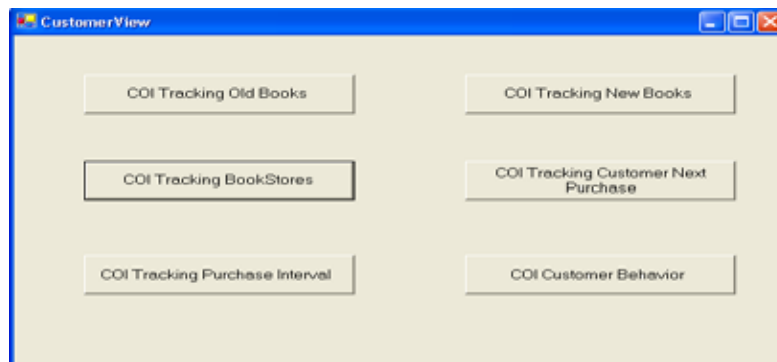 CustomerView
COI Tracking Old Books
COI Tracking New Books
COI Tracking BookStores
COI Tracking Customer Next
Purchase
COI Tracking Purchase Interval
COI Customer Behavior